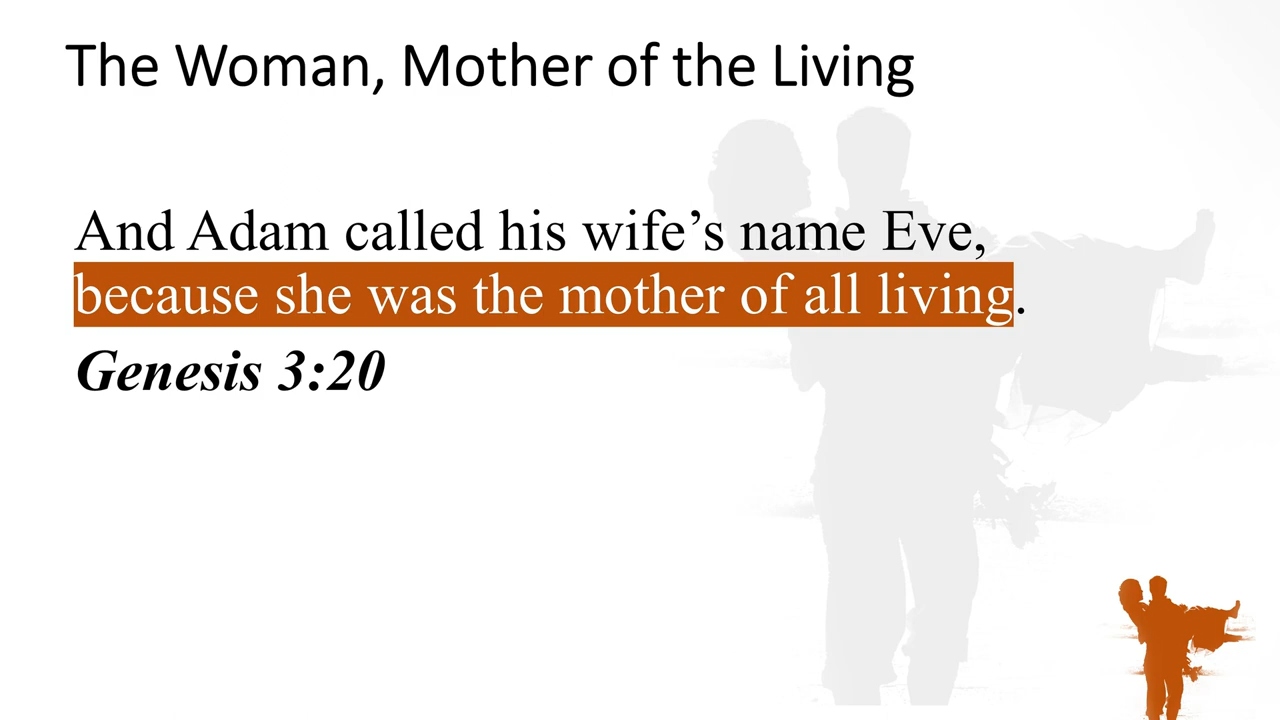 The Woman, Mother of the Living
And Adam called his wife’s name Eve,
because she was the mother of all living.
Genesis 3:20